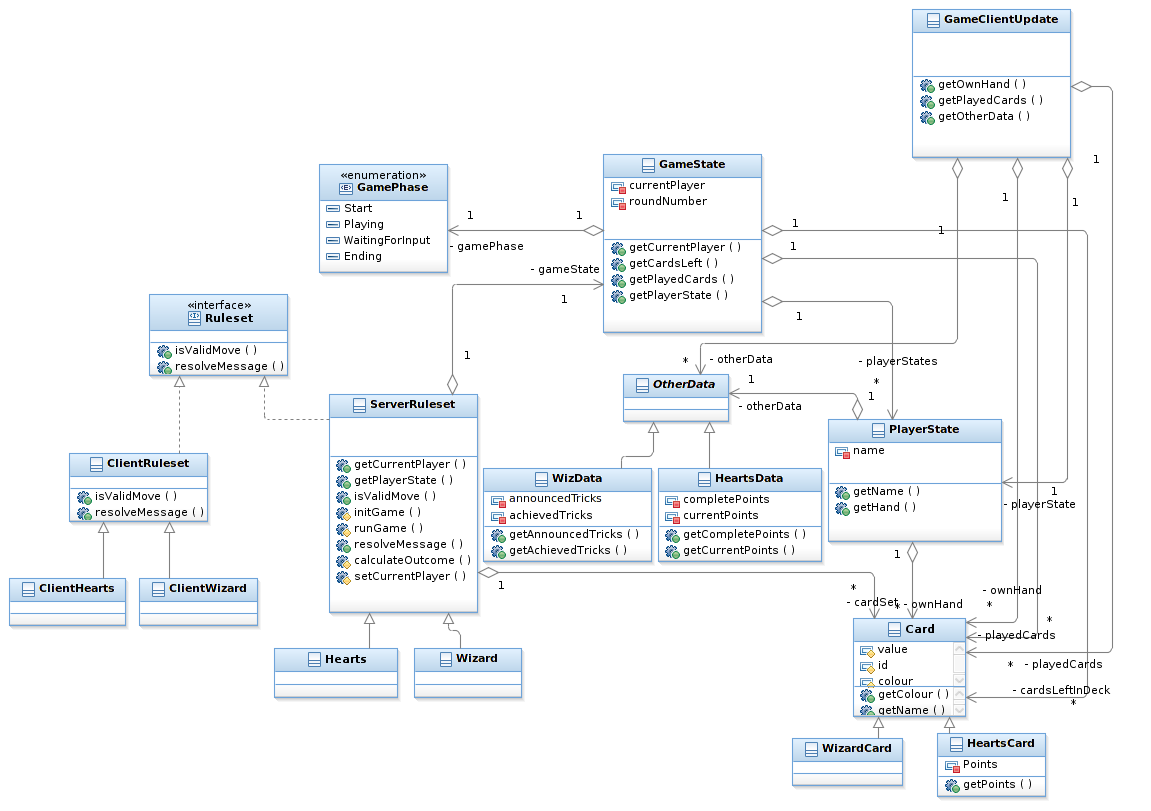 GameClientUpdate
getOwnHand ( )
getPlayedCards ( )
getOtherData ( )
1
1
1
1
GameState
currentPlayer
roundNumber
getCurrentPlayer ( )
getCardsLeft ( )
getPlayedCards ( )
getPlayerState ( )
«enumeration»
GamePhase
Start
Playing
WaitingForInput
Ending
1
1
- gamePhase
1
1
1
- gameState
1
1
«interface»
Ruleset
isValidMove ( )
resolveMessage ( )
* - otherData
- playerStates
*
1
1
- otherData
OtherData
ServerRuleset
getCurrentPlayer ( )
getPlayerState ( )
isValidMove ( )
initGame ( )
runGame ( )
resolveMessage ( )
calculateOutcome ( )
setCurrentPlayer ( )
PlayerState
name
getName ( )
getHand ( )
1
- playerState
ClientRuleset
isValidMove ( )
resolveMessage ( )
WizData
announcedTricks
achievedTricks
getAnnouncedTricks ( )
getAchievedTricks ( )
HeartsData
completePoints
currentPoints
getCompletePoints ( )
getCurrentPoints ( )
ClientHearts
ClientWizard
1
1
*
- cardSet
* - ownHand
- ownHand
*
*
- playedCards
* - playedCards
- cardsLeftInDeck
*
Card
value
id
colour
getColour ( )
getName ( )
Hearts
Wizard
WizardCard
HeartsCard
Points
getPoints ( )